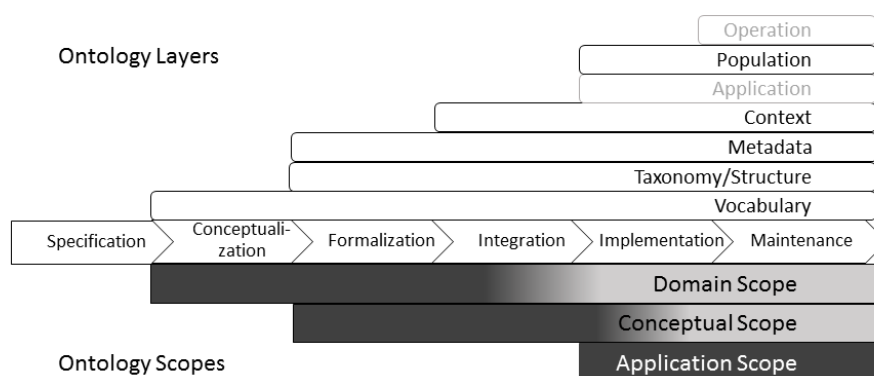 Operation
Ontology Layers
Population
Application
Context
Metadata
Taxonomy/Structure
Vocabulary
Specification
Conceptuali-
zation
Formalization
Integration
Implementation
Maintenance
Domain Scope
Conceptual Scope
Ontology Scopes
Application Scope